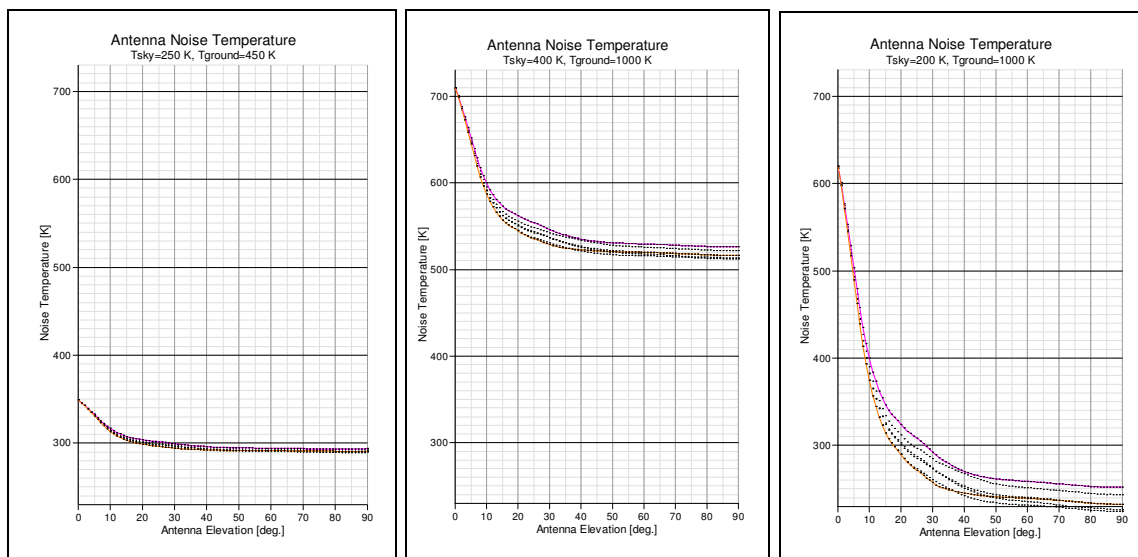 Antenna Noise Temperature
Tsky=250 K, Tground=450 K
Noise Temperature [K]
700
600
500
400
300
0 10 20 30 40 50 60 70 80 90
Antenna Elevation [deg.]
Antenna Noise Temperature
Tsky=400 K, Tground=1000 K
Noise Temperature [K]
700
600
500
400
300
0 10 20 30 40 50 60 70 80 90
Antenna Elevation [deg.]
Antenna Noise Temperature
Tsky=200 K, Tground=1000 K
Noise Temperature [K]
700
600
500
400
300
0 10 20 30 40 50 60 70 80 90
Antenna Elevation [deg.]